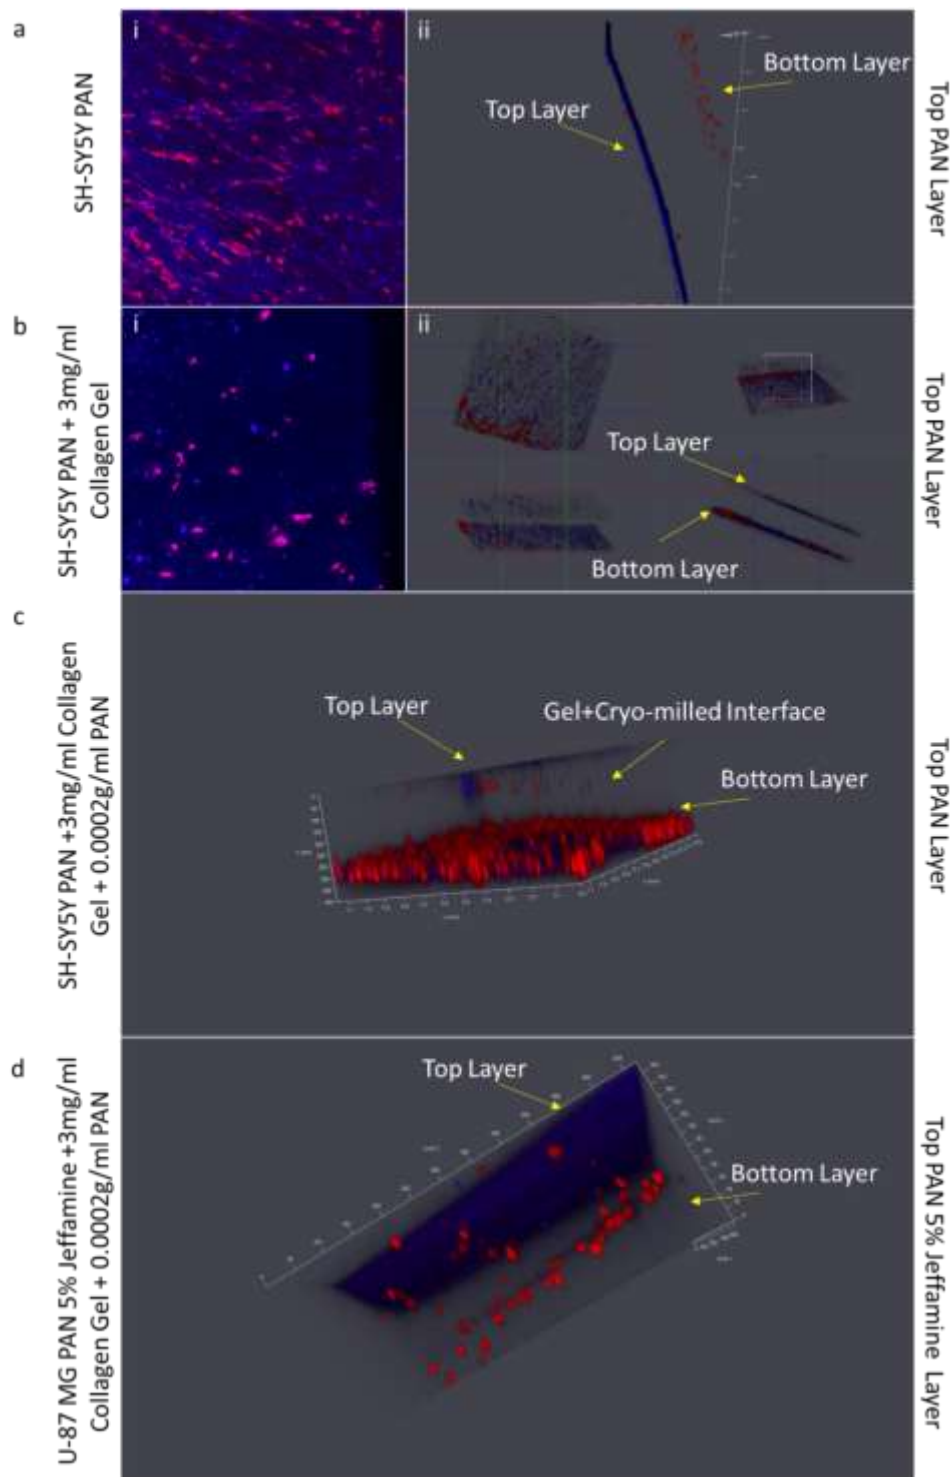 a
SH-SY5Y PAN
i
ii
Top Layer
Bottom Layer
Top PAN Layer
b
SH-SY5Y PAN + 3mg/ml
Collagen Gel
i
ii
Top Layer
Bottom Layer
Top PAN Layer
c
SH-SY5Y PAN +3mg/ml Collagen
Gel + 0.0002g/ml PAN
Top Layer
Gel+Cryo-milled Interface
Bottom Layer
Top PAN Layer
d
U-87 MG PAN 5% Jeffamine +3mg/ml
Collagen Gel + 0.0002g/ml PAN
Top Layer
Bottom Layer
Top PAN 5% Jeffamine Layer